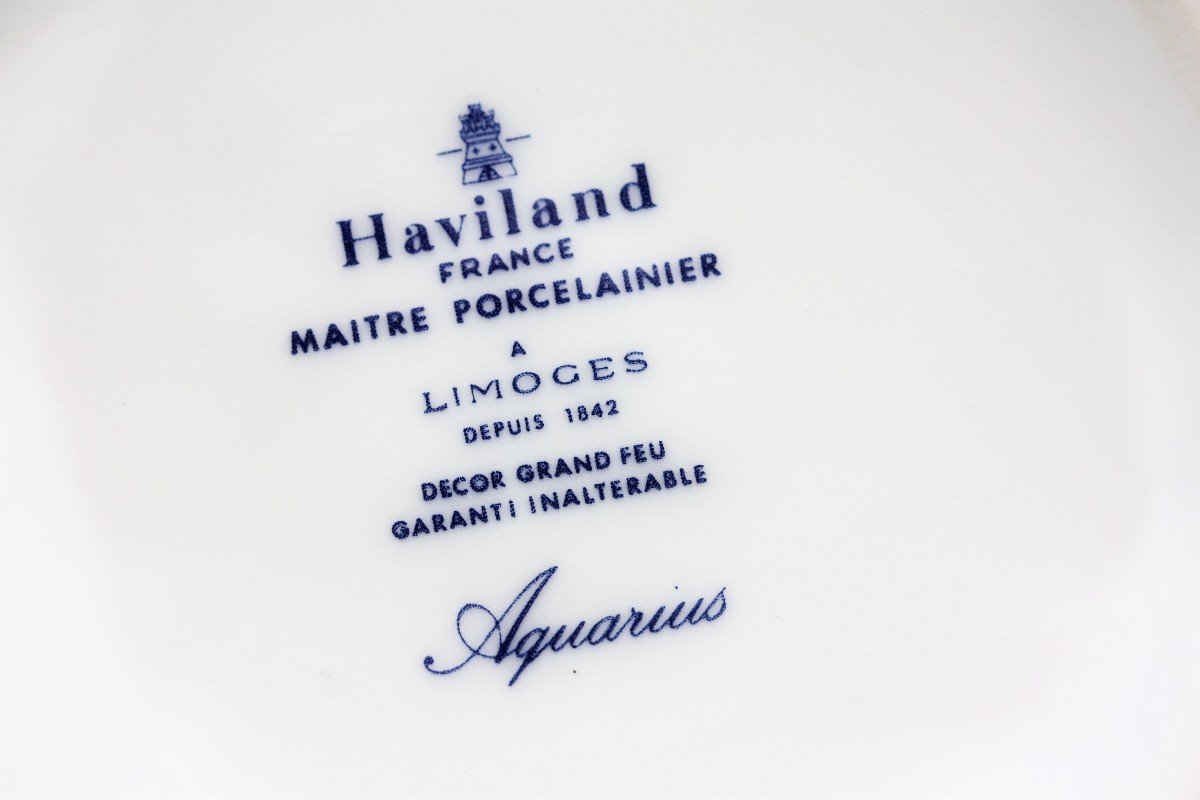 Haviland
FRANCE
MAITRE PORCELAINIER
A
LIMOGES
DEPUIS 1842
DECOR GRAND FEU
GARANTi iNALTERABLE
Aquarius